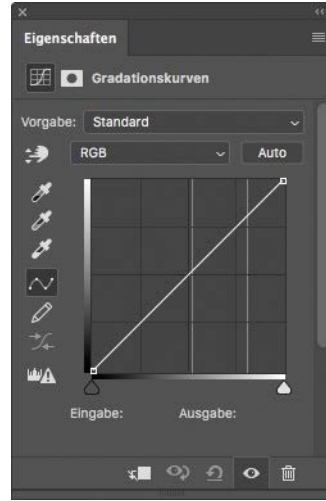 Eigenschaften
Gradationskurven
Vorgabe: Standard
RGB Auto
Eingabe: Ausgabe: